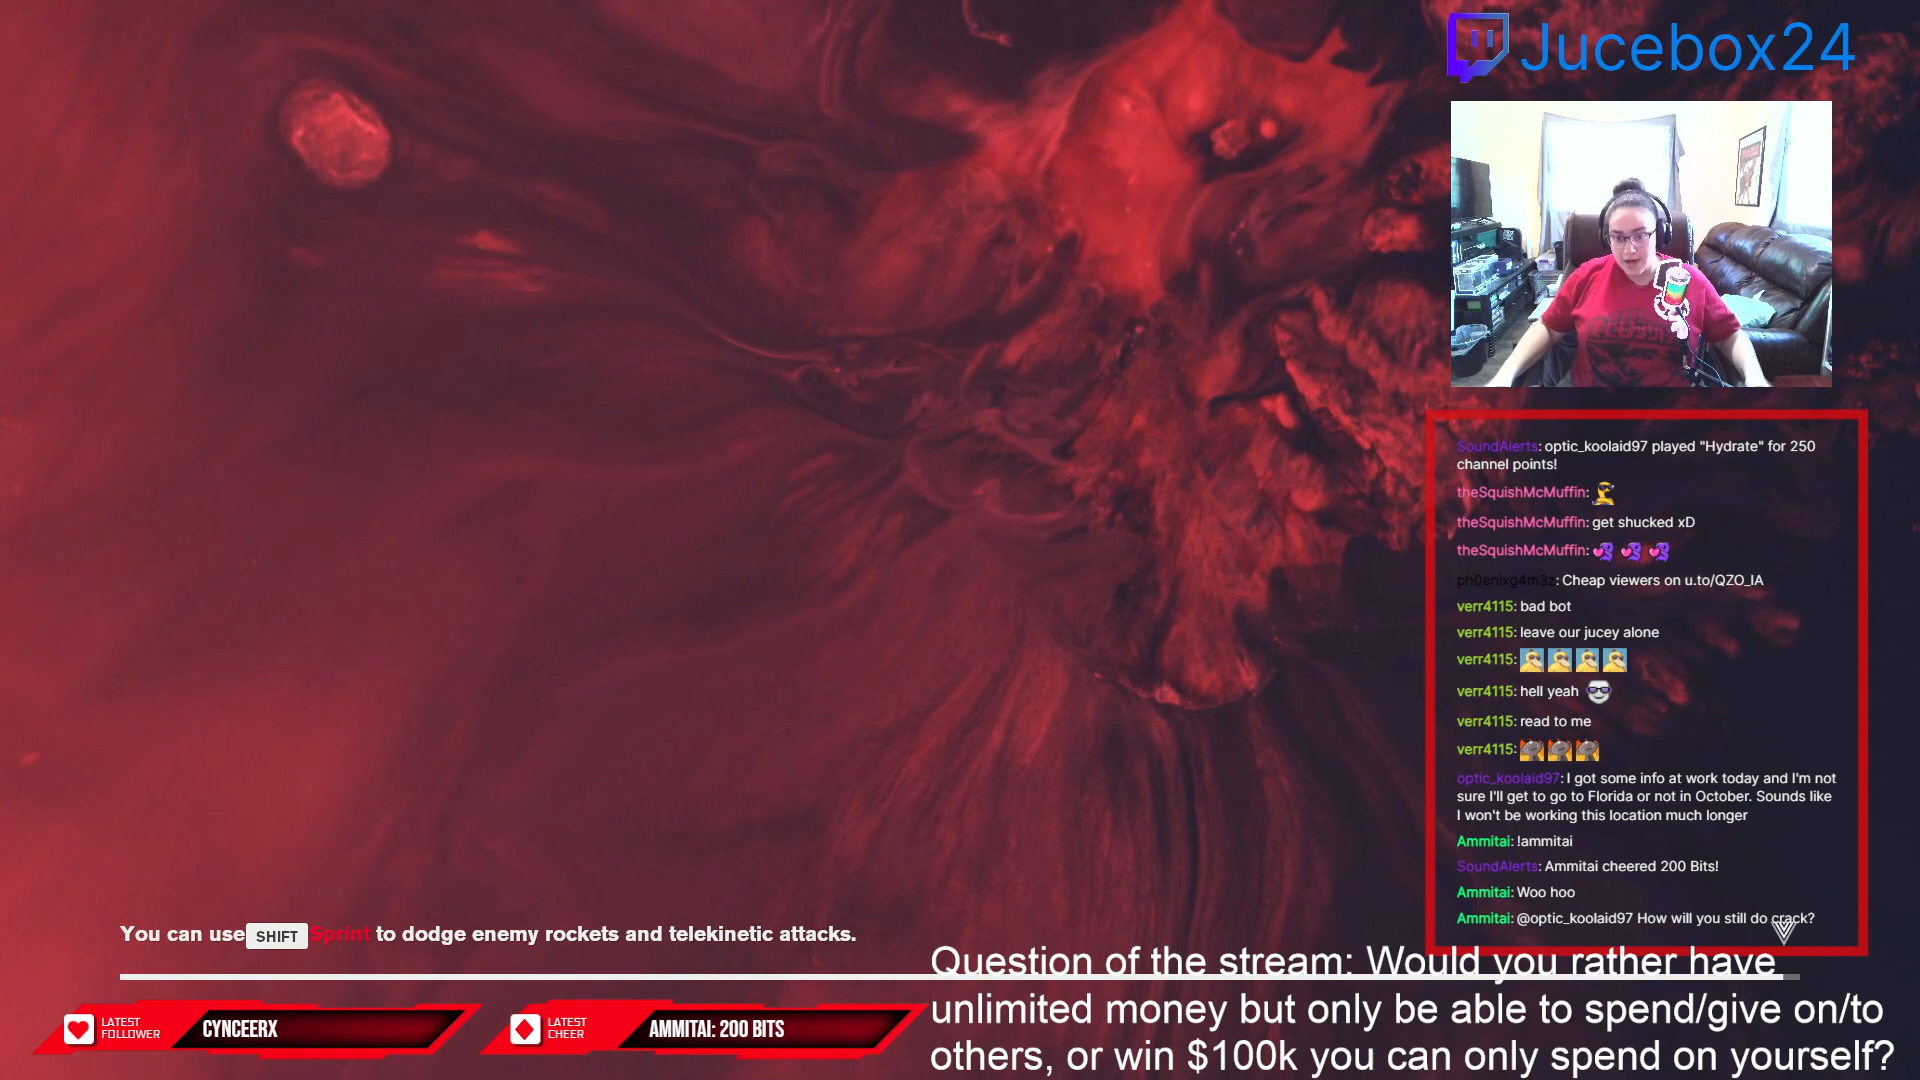 Jucebox24
SoundAlerts: optic_koolaid97 played "Hydrate" for 250
channel points!
theSquishMcMuffin:
theSquishMcMuffin: get shucked xD
theSquishMcMuffin:
ph0enixg4m3z: Cheap viewers on u.to/QZO_IA
verr4115: bad bot
verr4115: leave our jucey alone
verr4115:
verr4115: hell yeah
verr4115: read to me
verr4115:
optic_koolaid97: I got some info at work today and I'm not
sure I'll get to go to Florida or not in October. Sounds like
I won't be working this location much longer
Ammitai: !ammitai
SoundAlerts: Ammitai cheered 200 Bits!
Ammitai: Woo hoo
Ammitai: @optic_koolaid97 How will you still do crack?
You can use SHIFT Sprint to dodge enemy rockets and telekinetic attacks.
Question of the stream: Would you rather have
unlimited money but only be able to spend/give on/to
others, or win $100k you can only spend on yourself?
LATEST
FOLLOWER
CYNCEERX
LATEST
CHEER
AMMITAI: 200 BITS